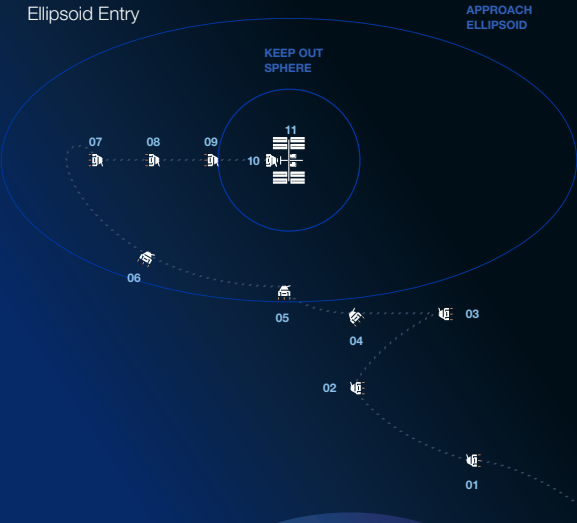 Ellipsoid Entry
APPROACH
ELLIPSOID
KEEP OUT
SPHERE
11
07
08
09
10
06
05
03
04
02
01